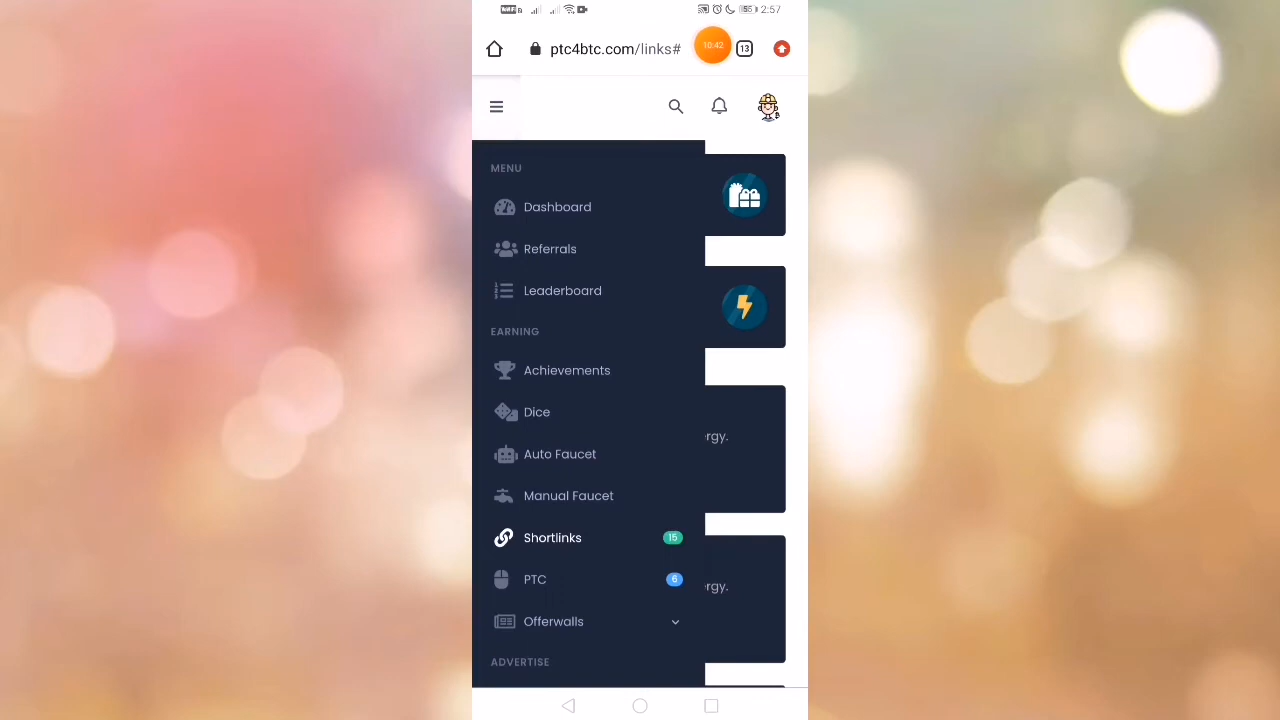 2:57
ptc4btc.com/links#
10:42
13
MENU
Dashboard
Referrals
Leaderboard
EARNING
Achievements
Dice
Auto Faucet
Manual Faucet
Shortlinks 15
PTC 6
Offerwalls
ADVERTISE
rgy.
rgy.